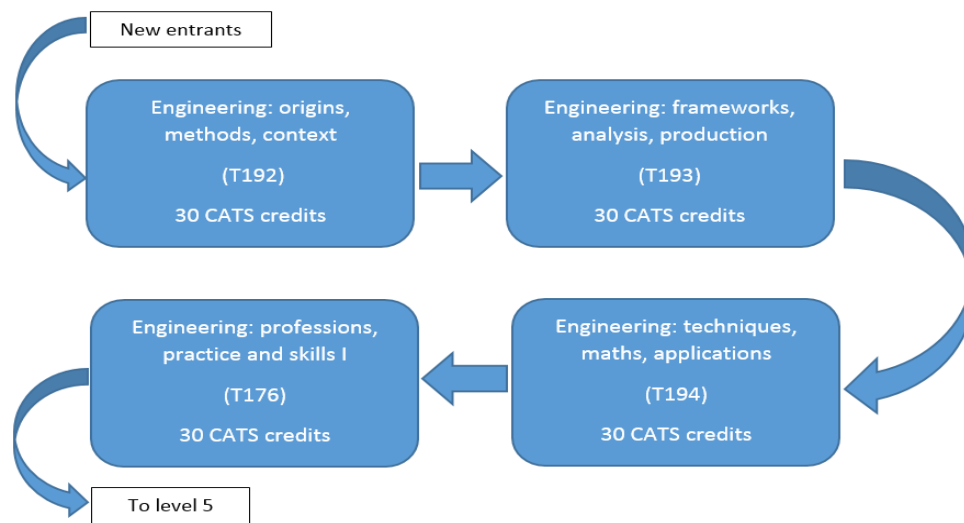 New entrants
Engineering: origins,
methods, context
(T192)
30 CATS credits
Engineering: frameworks,
analysis, production
(T193)
30 CATS credits
Engineering: techniques,
maths, applications
(T194)
30 CATS credits
Engineering: professions,
practice and skills I
(T176)
30 CATS credits
To level 5